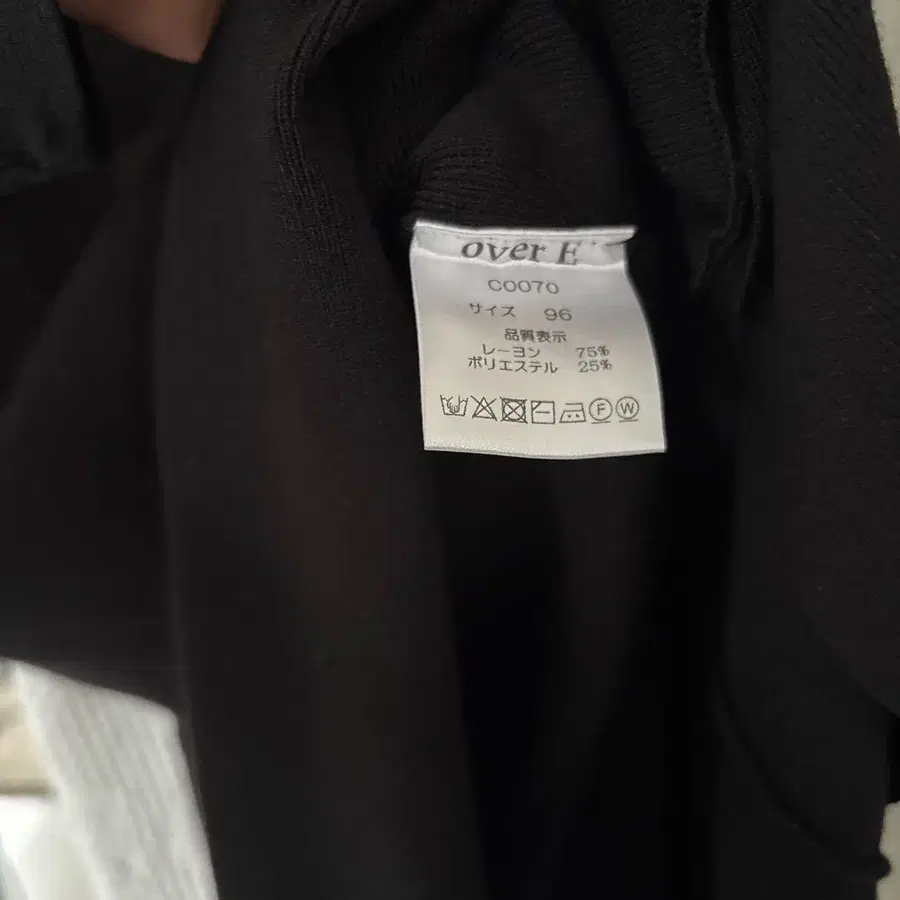 over E
C0070
サイズ 96
品質表示
レーヨン 75%
ポリエステル 25%
F W